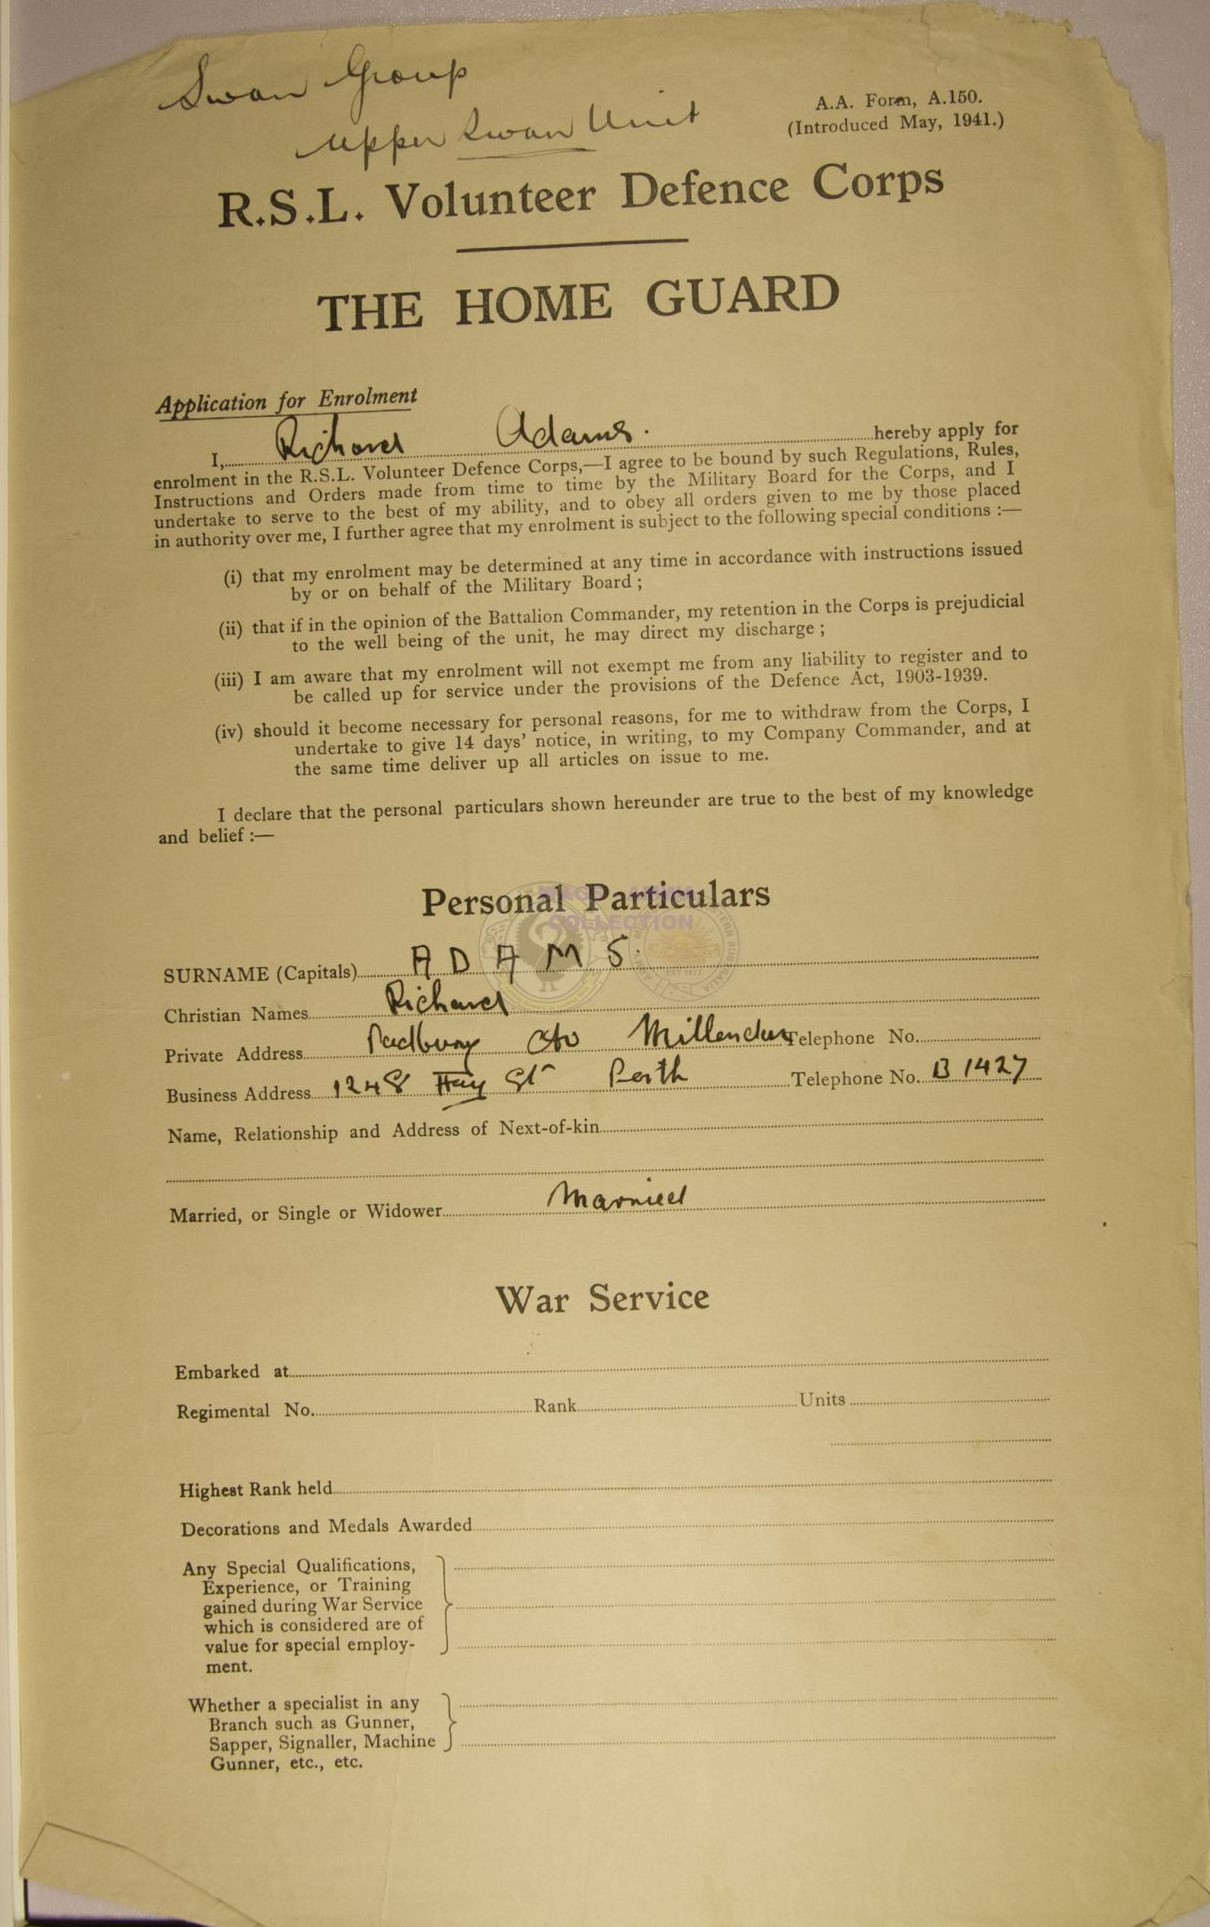 Swan Group
Upper Swan Unit
A.A. Form, A.150.
(Introduced May, 1941.)
R.S.L. Volunteer Defence Corps
THE HOME GUARD
Application for Enrolment
I, Richard Adams. hereby apply for
enrolment in the R.S.L. Volunteer Defence Corps,—I agree to be bound by such Regulations, Rules,
Instructions and Orders made from time to time by the Military Board for the Corps, and I
undertake to serve to the best of my ability, and to obey all orders given to me by those placed
in authority over me, I further agree that my enrolment is subject to the following special conditions :—
(i) that my enrolment may be determined at any time in accordance with instructions issued
by or on behalf of the Military Board ;
(ii) that if in the opinion of the Battalion Commander, my retention in the Corps is prejudicial
to the well being of the unit, he may direct my discharge ;
(iii) I am aware that my enrolment will not exempt me from any liability to register and to
be called up for service under the provisions of the Defence Act, 1903-1939.
(iv) should it become necessary for personal reasons, for me to withdraw from the Corps, I
undertake to give 14 days' notice, in writing, to my Company Commander, and at
the same time deliver up all articles on issue to me.
I declare that the personal particulars shown hereunder are true to the best of my knowledge
and belief :—
Personal Particulars
COLLECTION
SURNAME (Capitals) ADAMS.
Christian Names Richard
Private Address Padbury Millendon Telephone No.
Business Address 1248 Hay St Perth Telephone No. B 1427
Name, Relationship and Address of Next-of-kin
Married, or Single or Widower Married
War Service
Embarked at
Regimental No. Rank Units
Highest Rank held
Decorations and Medals Awarded
Any Special Qualifications,
Experience, or Training
gained during War Service
which is considered are of
value for special employ-
ment.
Whether a specialist in any
Branch such as Gunner,
Sapper, Signaller, Machine
Gunner, etc., etc.